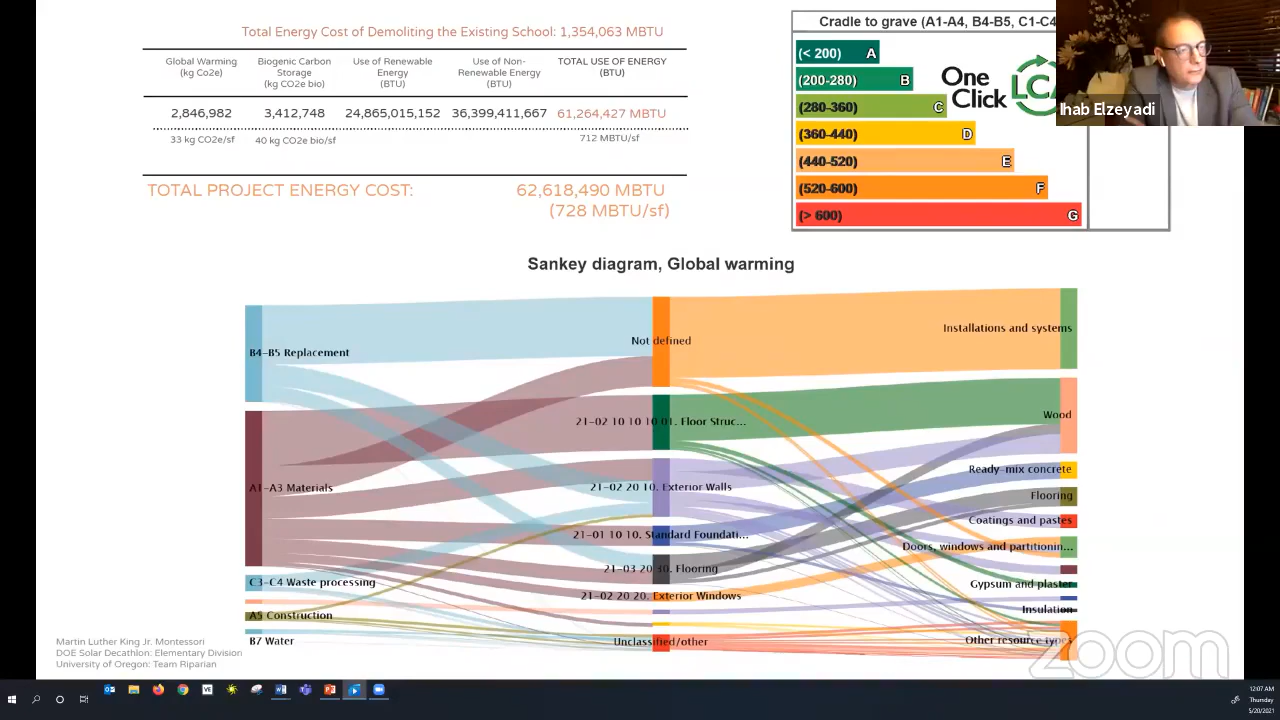 Total Energy Cost of Demoliting the Existing School: 1,354,063 MBTU
Global Warming
(kg Co2e)
Biogenic Carbon
Storage
(kg CO2e bio)
Use of Renewable
Energy
(BTU)
Use of Non-
Renewable Energy
(BTU)
TOTAL USE OF ENERGY
(BTU)
2,846,982
3,412,748
24,865,015,152
36,399,411,667
61,264,427 MBTU
33 kg CO2e/sf
40 kg CO2e bio/sf
712 MBTU/sf
TOTAL PROJECT ENERGY COST:
62,618,490 MBTU
(728 MBTU/sf)
Cradle to grave (A1-A4, B4-B5, C1-C4
(< 200) A
(200-280) B
(280-360) C
(360-440) D
(440-520) E
(520-600) F
(> 600) G
One
Click
LC
Ihab Elzeyadi
Sankey diagram, Global warming
B4-B5 Replacement
A1-A3 Materials
C3-C4 Waste processing
A5 Construction
B7 Water
Not defined
21-02 10 10 10 01. Floor Struc...
21-02 20 10. Exterior Walls
21-01 10 10. Standard Foundati...
21-03 20 30. Flooring
21-02 20 20. Exterior Windows
Unclassified/other
Installations and systems
Wood
Ready-mix concrete
Flooring
Coatings and pastes
Doors, windows and partitionin...
Gypsum and plaster
Insulation
Other resource types
Martin Luther King Jr. Montessori
DOE Solar Decathlon: Elementary Division
University of Oregon: Team Riparian
zoom
12:07 AM
Thursday
5/20/2021